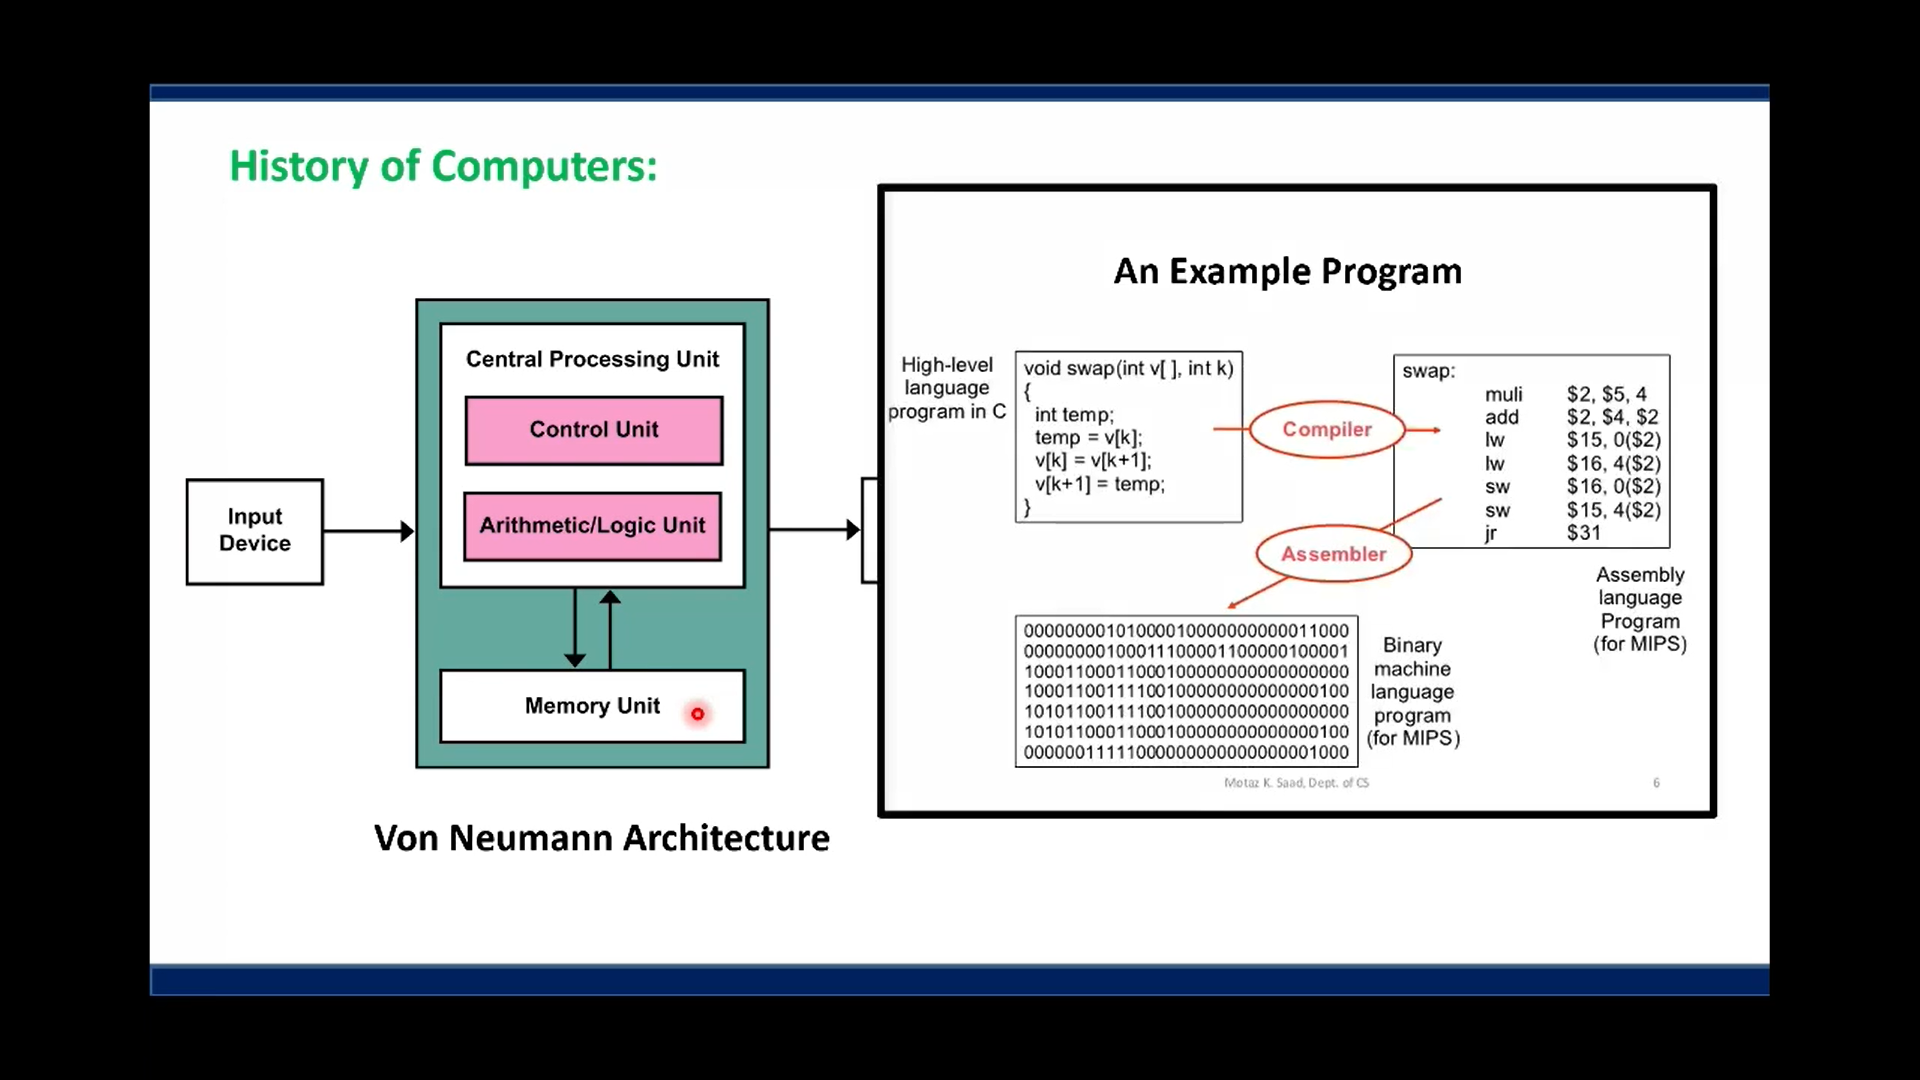 History of Computers:
Input
Device
Central Processing Unit
Control Unit
Arithmetic/Logic Unit
Memory Unit
Von Neumann Architecture
An Example Program
High-level
language
program in C
void swap(int v[ ], int k)
{
int temp;
temp = v[k];
v[k] = v[k+1];
v[k+1] = temp;
}
Compiler
swap:
muli $2, $5, 4
add $2, $4, $2
lw $15, 0($2)
lw $16, 4($2)
sw $16, 0($2)
sw $15, 4($2)
jr $31
Assembler
Assembly
language
Program
(for MIPS)
00000000101000010000000000011000
00000000100011100001100000100001
10001100011000100000000000000000
10001100111100100000000000000100
10101100111100100000000000000000
10101100011000100000000000000100
00000011111000000000000000001000
Binary
machine
language
program
(for MIPS)
Motaz K. Saad, Dept. of CS
6